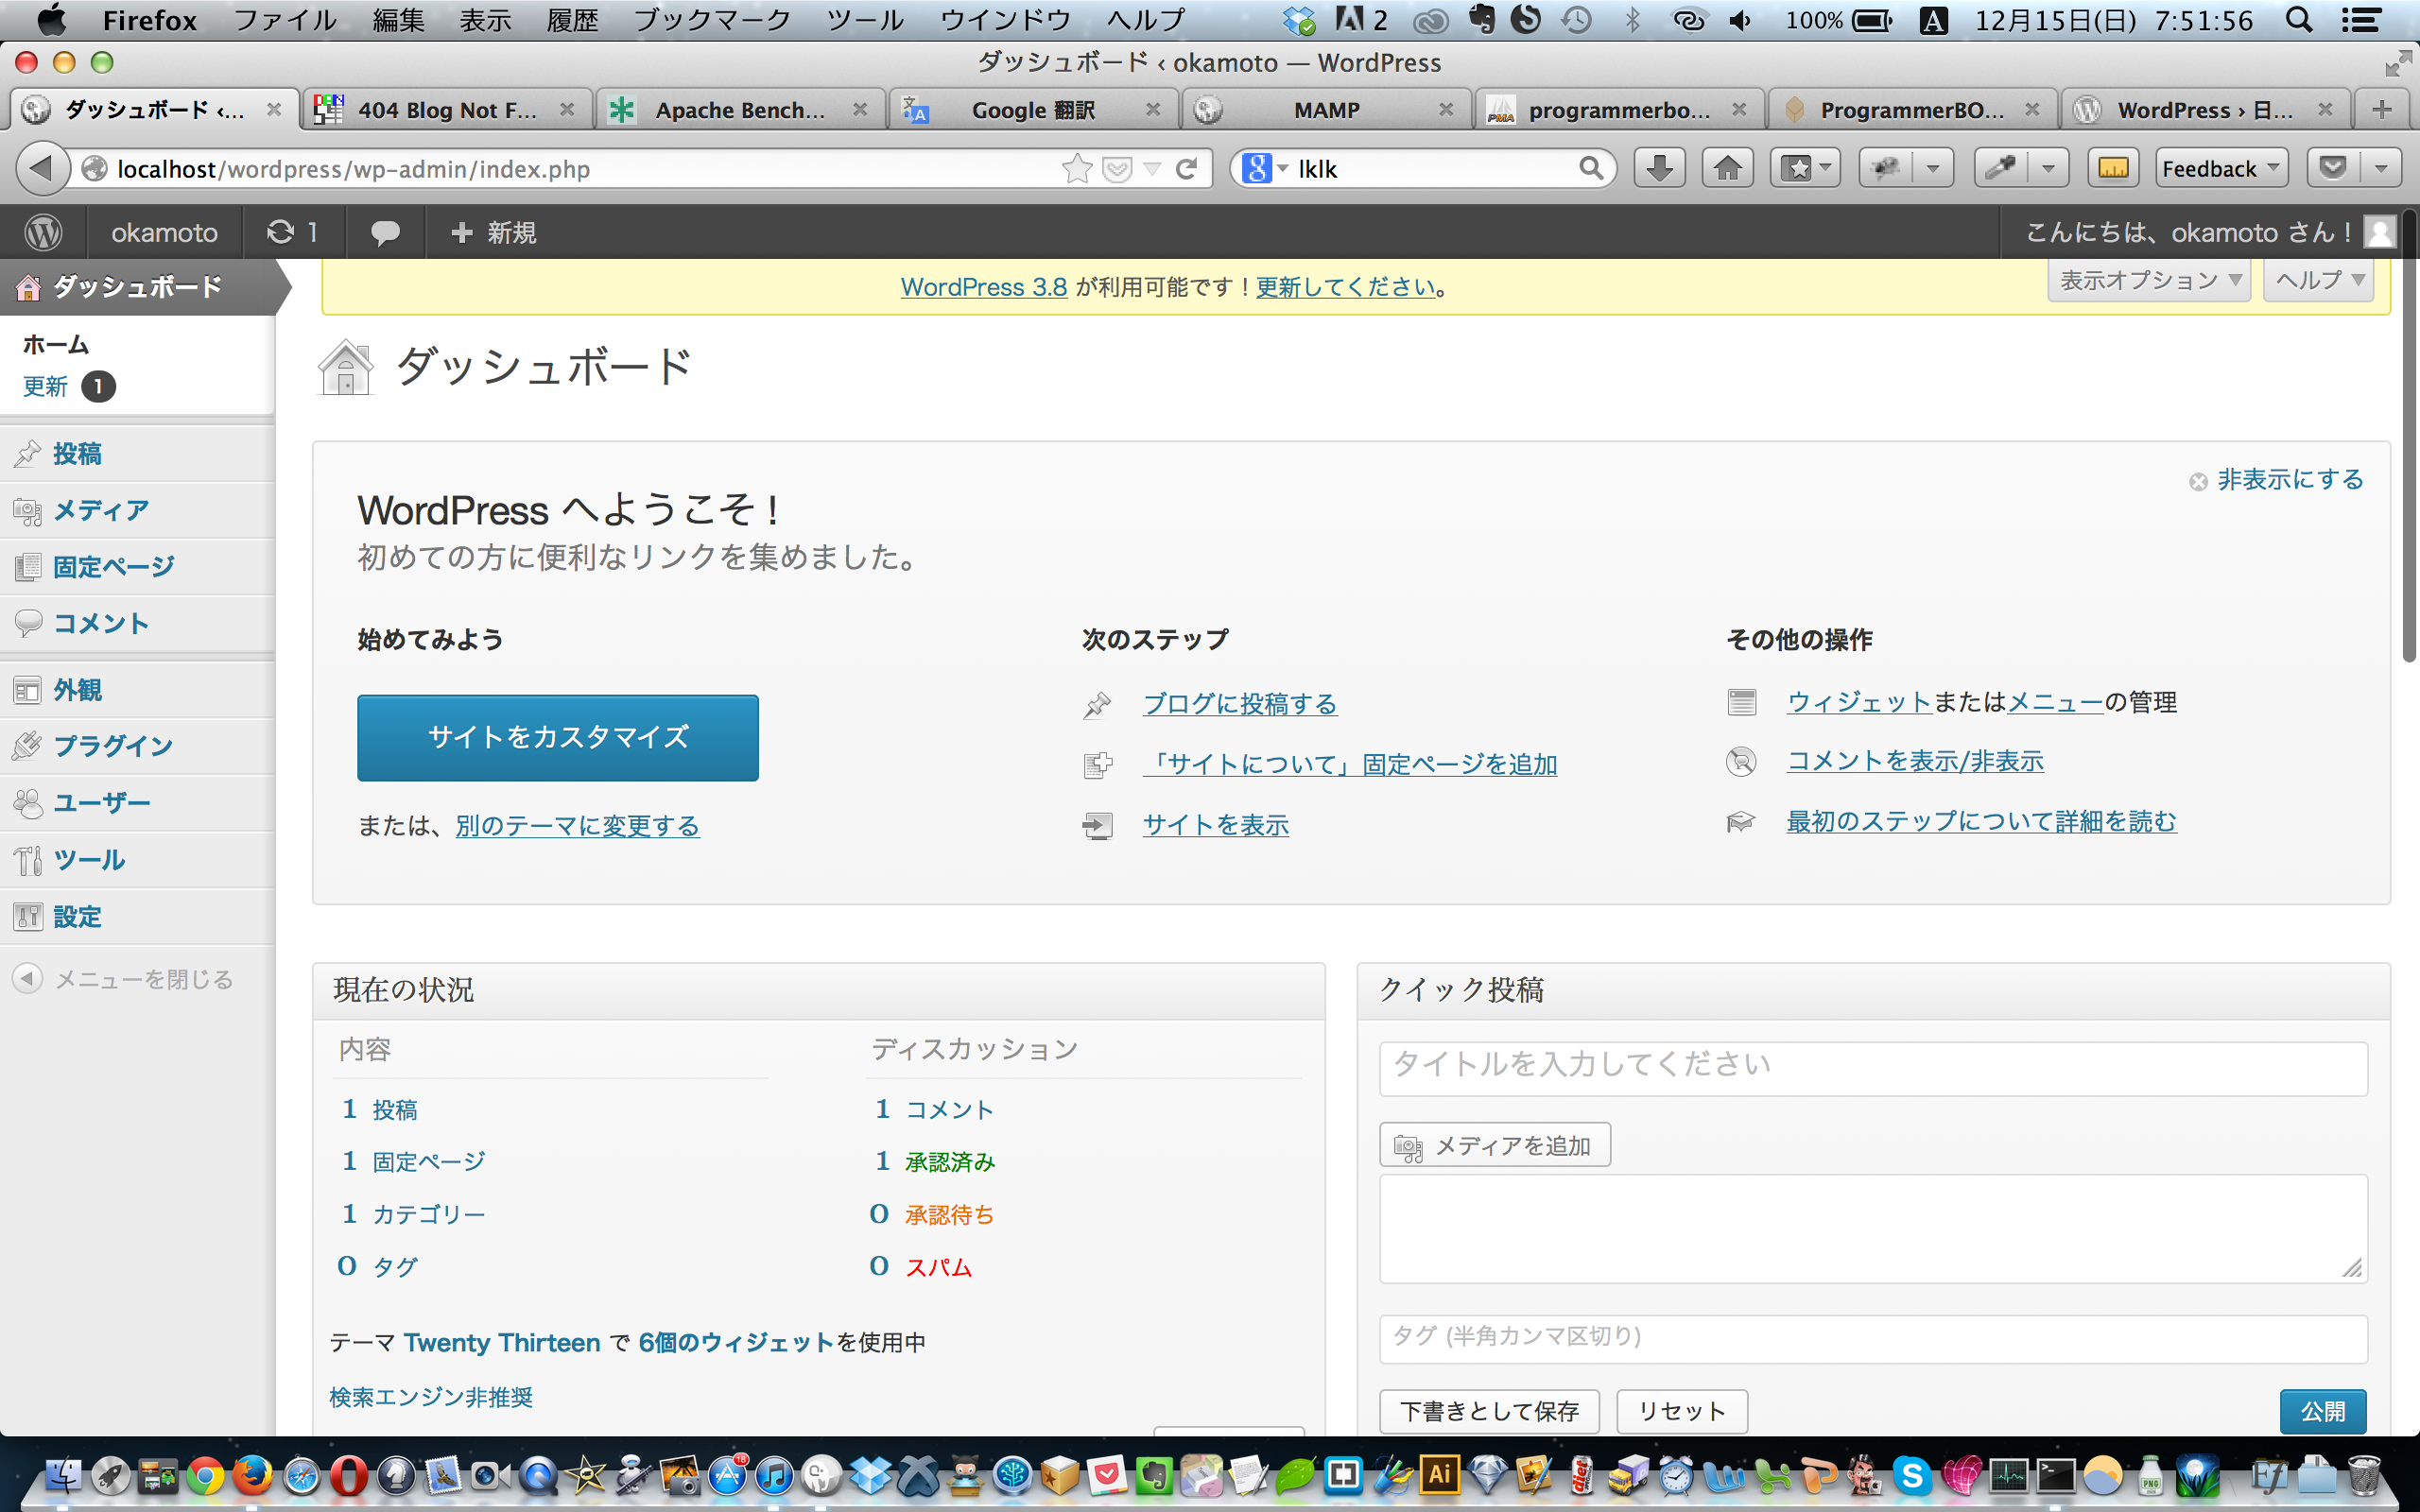 Firefox ファイル 編集 表示 履歴 ブックマーク ツール ウインドウ ヘルプ 2 100% A 12月15日(日) 7:51:56
ダッシュボード ‹ okamoto — WordPress
ダッシュボード ‹... 404 Blog Not F... Apache Bench... Google 翻訳 MAMP programmerbo... ProgrammerBO... WordPress › 日...
localhost/wordpress/wp-admin/index.php lklk Feedback
okamoto 1 新規 こんにちは、okamoto さん！
ダッシュボード
ホーム
更新 1
投稿
メディア
固定ページ
コメント
外観
プラグイン
ユーザー
ツール
設定
メニューを閉じる
WordPress 3.8 が利用可能です ! 更新してください。
表示オプション ヘルプ
ダッシュボード
非表示にする
WordPress へようこそ !
初めての方に便利なリンクを集めました。
始めてみよう
サイトをカスタマイズ
または、別のテーマに変更する
次のステップ
ブログに投稿する
「サイトについて」固定ページを追加
サイトを表示
その他の操作
ウィジェットまたはメニューの管理
コメントを表示/非表示
最初のステップについて詳細を読む
現在の状況
内容
1 投稿
1 固定ページ
1 カテゴリー
0 タグ
ディスカッション
1 コメント
1 承認済み
0 承認待ち
0 スパム
テーマ Twenty Thirteen で 6個のウィジェットを使用中
検索エンジン非推奨
クイック投稿
タイトルを入力してください
メディアを追加
タグ (半角カンマ区切り)
下書きとして保存 リセット 公開
18 Ai